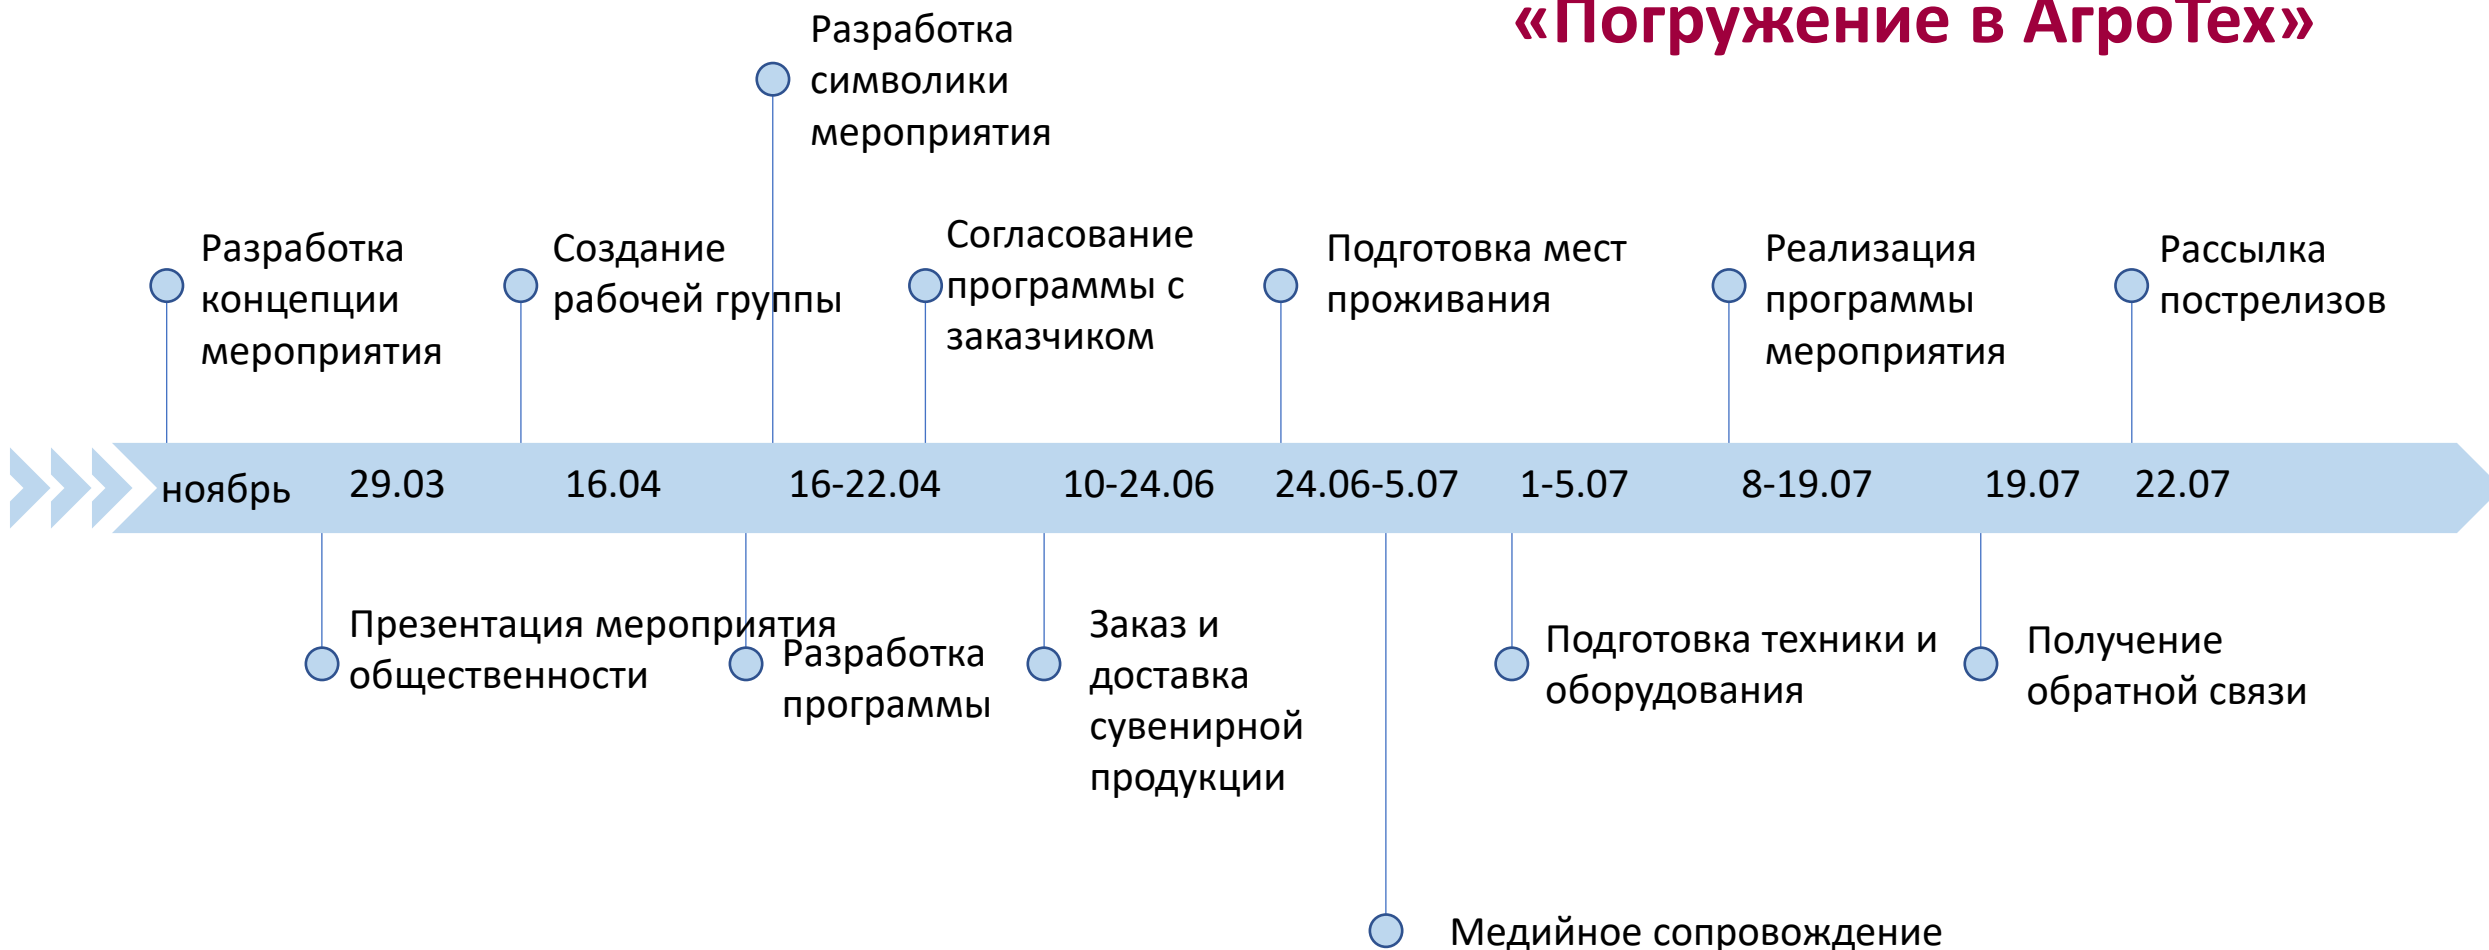 «Погружение в АгроТех»
Разработка
символики
мероприятия
Разработка
концепции
мероприятия
Создание
рабочей группы
Согласование
программы с
заказчиком
Подготовка мест
проживания
Реализация
программы
мероприятия
Рассылка
пострелизов
ноябрь 29.03 16.04 16-22.04 10-24.06 24.06-5.07 1-5.07 8-19.07 19.07 22.07
Презентация мероприятия
общественности
Разработка
программы
Заказ и
доставка
сувенирной
продукции
Подготовка техники и
оборудования
Получение
обратной связи
Медийное сопровождение